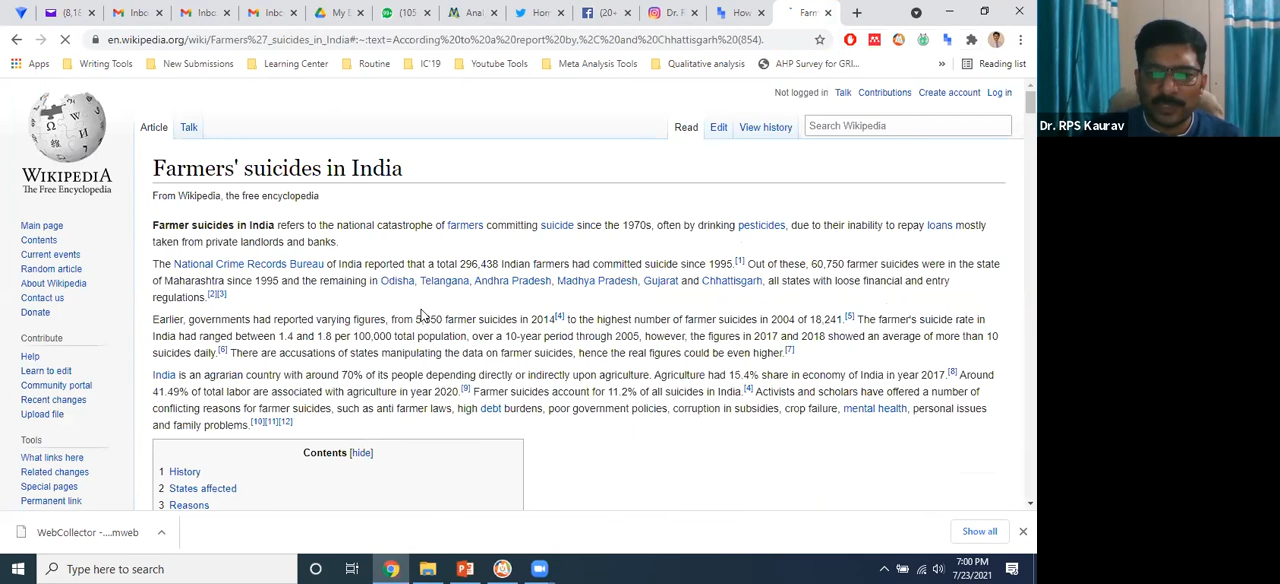 (8,18
Inbo
Inbo
Inbo
My D
(105
Anal
Hom
(20+
Dr. F
How
Farm
en.wikipedia.org/wiki/Farmers%27_suicides_in_India#:~:text=According%20to%20a%20report%20by,%2C%20and%20Chhattisgarh%20(854).
Apps
Writing Tools
New Submissions
Learning Center
Routine
IC'19
Youtube Tools
Meta Analysis Tools
Qualitative analysis
AHP Survey for GRI...
»
Reading list
Not logged in Talk Contributions Create account Log in
Article Talk
Read Edit View history
Search Wikipedia
WIKIPEDIA
The Free Encyclopedia
Main page
Contents
Current events
Random article
About Wikipedia
Contact us
Donate
Contribute
Help
Learn to edit
Community portal
Recent changes
Upload file
Tools
What links here
Related changes
Special pages
Permanent link
Farmers' suicides in India
From Wikipedia, the free encyclopedia
Farmer suicides in India refers to the national catastrophe of farmers committing suicide since the 1970s, often by drinking pesticides, due to their inability to repay loans mostly
taken from private landlords and banks.
The National Crime Records Bureau of India reported that a total 296,438 Indian farmers had committed suicide since 1995.[1] Out of these, 60,750 farmer suicides were in the state
of Maharashtra since 1995 and the remaining in Odisha, Telangana, Andhra Pradesh, Madhya Pradesh, Gujarat and Chhattisgarh, all states with loose financial and entry
regulations.[2][3]
Earlier, governments had reported varying figures, from 5,650 farmer suicides in 2014[4] to the highest number of farmer suicides in 2004 of 18,241.[5] The farmer's suicide rate in
India had ranged between 1.4 and 1.8 per 100,000 total population, over a 10-year period through 2005, however, the figures in 2017 and 2018 showed an average of more than 10
suicides daily.[6] There are accusations of states manipulating the data on farmer suicides, hence the real figures could be even higher.[7]
India is an agrarian country with around 70% of its people depending directly or indirectly upon agriculture. Agriculture had 15.4% share in economy of India in year 2017.[8] Around
41.49% of total labor are associated with agriculture in year 2020.[9] Farmer suicides account for 11.2% of all suicides in India.[4] Activists and scholars have offered a number of
conflicting reasons for farmer suicides, such as anti farmer laws, high debt burdens, poor government policies, corruption in subsidies, crop failure, mental health, personal issues
and family problems.[10][11][12]
Contents [hide]
1 History
2 States affected
3 Reasons
WebCollector -....mweb
Show all
Type here to search
7:00 PM
7/23/2021
Dr. RPS Kaurav